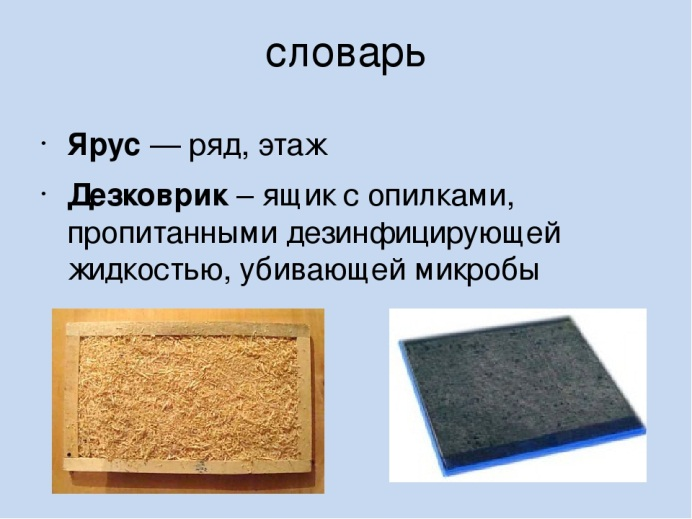 словарь
Ярус — ряд, этаж
Дезковрик – ящик с опилками,
пропитанными дезинфицирующей
жидкостью, убивающей микробы